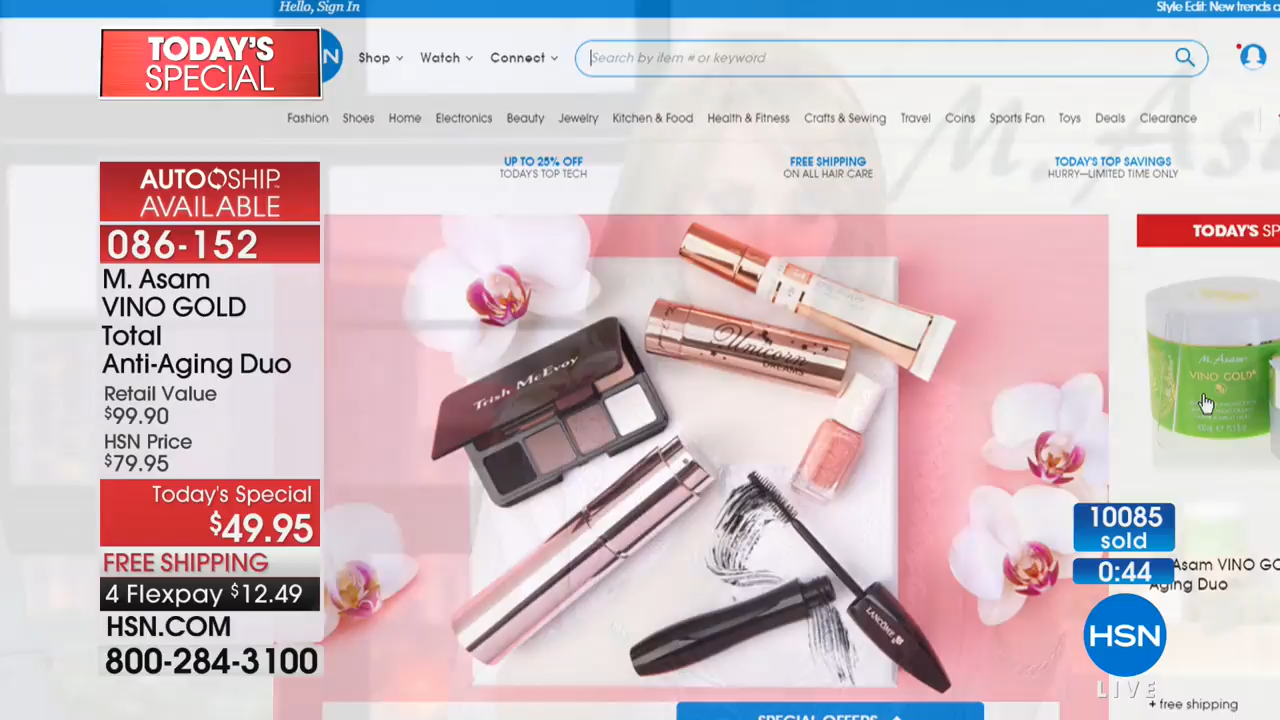 Hello, Sign In
Style Edit: New trends a
TODAY'S
SPECIAL
N
Shop
Watch
Connect
Search by item # or keyword
Fashion Shoes Home Electronics Beauty Jewelry Kitchen & Food Health & Fitness Crafts & Sewing Travel Coins Sports Fan Toys Deals Clearance
M. Asa
UP TO 25% OFF
TODAY'S TOP TECH
FREE SHIPPING
ON ALL HAIR CARE
TODAY'S TOP SAVINGS
HURRY—LIMITED TIME ONLY
AUTOSHIP
AVAILABLE
086-152
M. Asam
VINO GOLD
Total
Anti-Aging Duo
Retail Value
$99.90
HSN Price
$79.95
Today's Special
$49.95
FREE SHIPPING
4 Flexpay $12.49
HSN.COM
800-284-3100
Trish McEvoy
Unicorn
DREAMS
LANCÔME
TODAY'S SP
M. Asam
VINO GOLD
10085
sold
0:44
Asam VINO GO
Aging Duo
HSN
LIVE
+ free shipping
SPECIAL OFFERS